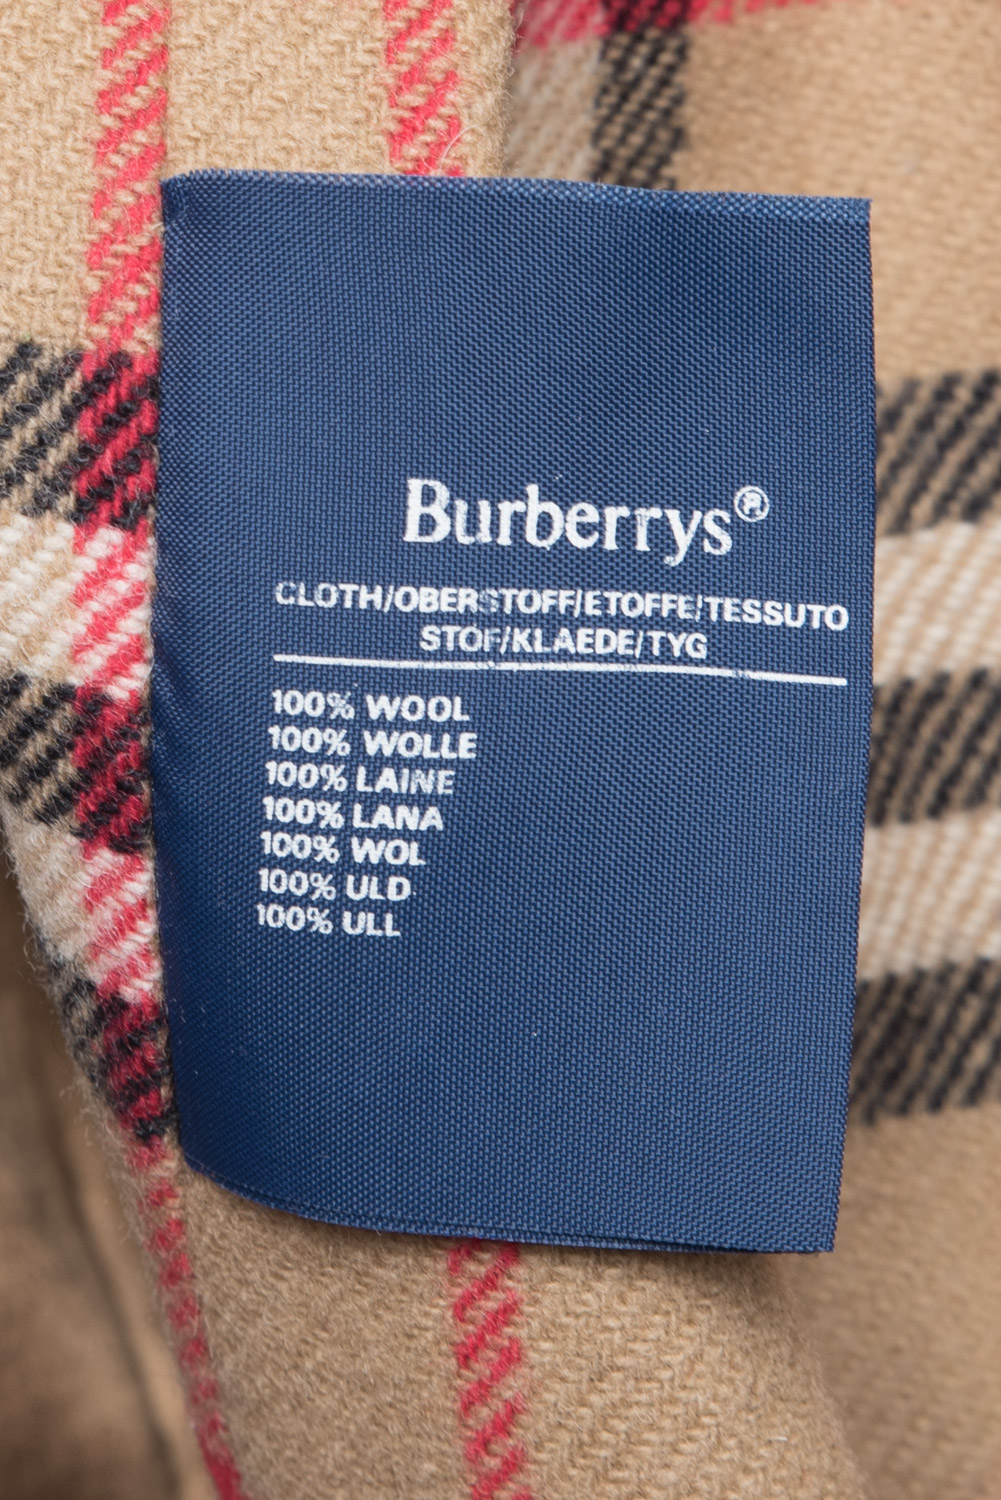 Burberrys®
CLOTH/OBERSTOFF/ETOFFE/TESSUTO
STOF/KLAEDE/TYG
100% WOOL
100% WOLLE
100% LAINE
100% LANA
100% WOL
100% ULD
100% ULL